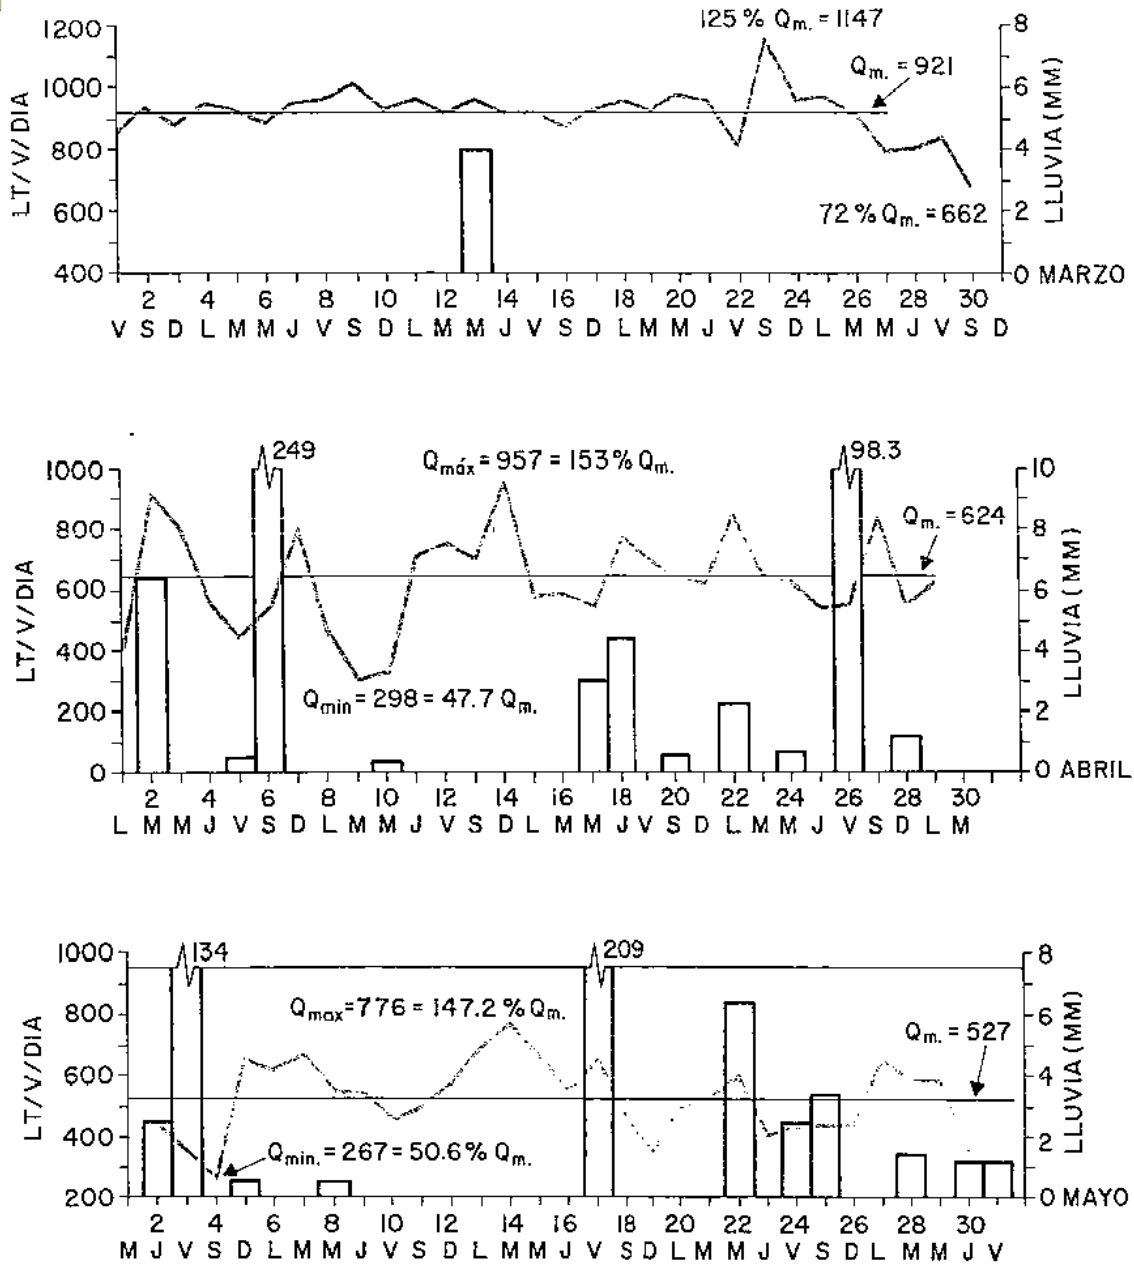 125 % Qm. = 1147
Qm. = 921
72 % Qm. = 662
LT/V/DIA
1200
1000
800
600
400
8
6
4
2
0
LLUVIA (MM)
MARZO
2 4 6 8 10 12 14 16 18 20 22 24 26 28 30
V S D L M M J V S D L M M J V S D L M M J V S D L M M J V S D
249
Qmáx = 957 = 153 % Qm.
98.3
Qm. = 624
Qmin = 298 = 47.7 Qm.
LT/V/DIA
1000
800
600
400
200
0
10
8
6
4
2
0
LLUVIA (MM)
ABRIL
2 4 6 8 10 12 14 16 18 20 22 24 26 28 30
L M M J V S D L M M J V S D L M M J V S D L M M J V S D L M
134
209
Qmax = 776 = 147.2 % Qm.
Qm. = 527
Qmin. = 267 = 50.6 % Qm.
LT/V/DIA
1000
800
600
400
200
8
6
4
2
0
LLUVIA (MM)
MAYO
2 4 6 8 10 12 14 16 18 20 22 24 26 28 30
M J V S D L M M J V S D L M M J V S D L M M J V S D L M M J V